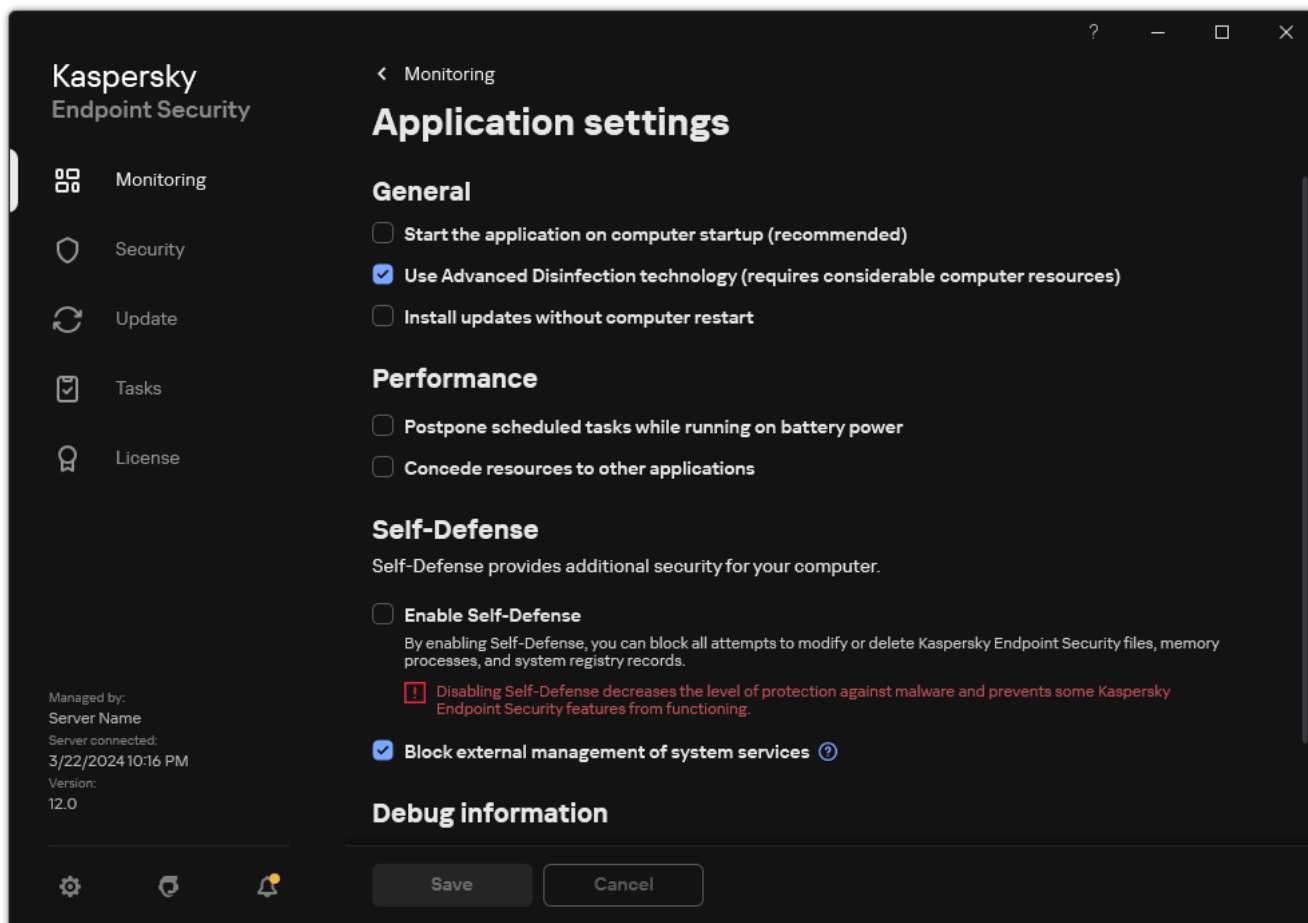 ?
Kaspersky
Endpoint Security
Monitoring
Security
Update
Tasks
License
Managed by:
Server Name
Server connected:
3/22/2024 10:16 PM
Version:
12.0
Monitoring
Application settings
General
Start the application on computer startup (recommended)
Use Advanced Disinfection technology (requires considerable computer resources)
Install updates without computer restart
Performance
Postpone scheduled tasks while running on battery power
Concede resources to other applications
Self-Defense
Self-Defense provides additional security for your computer.
Enable Self-Defense
By enabling Self-Defense, you can block all attempts to modify or delete Kaspersky Endpoint Security files, memory
processes, and system registry records.
! Disabling Self-Defense decreases the level of protection against malware and prevents some Kaspersky
Endpoint Security features from functioning.
Block external management of system services ?
Debug information
Save
Cancel